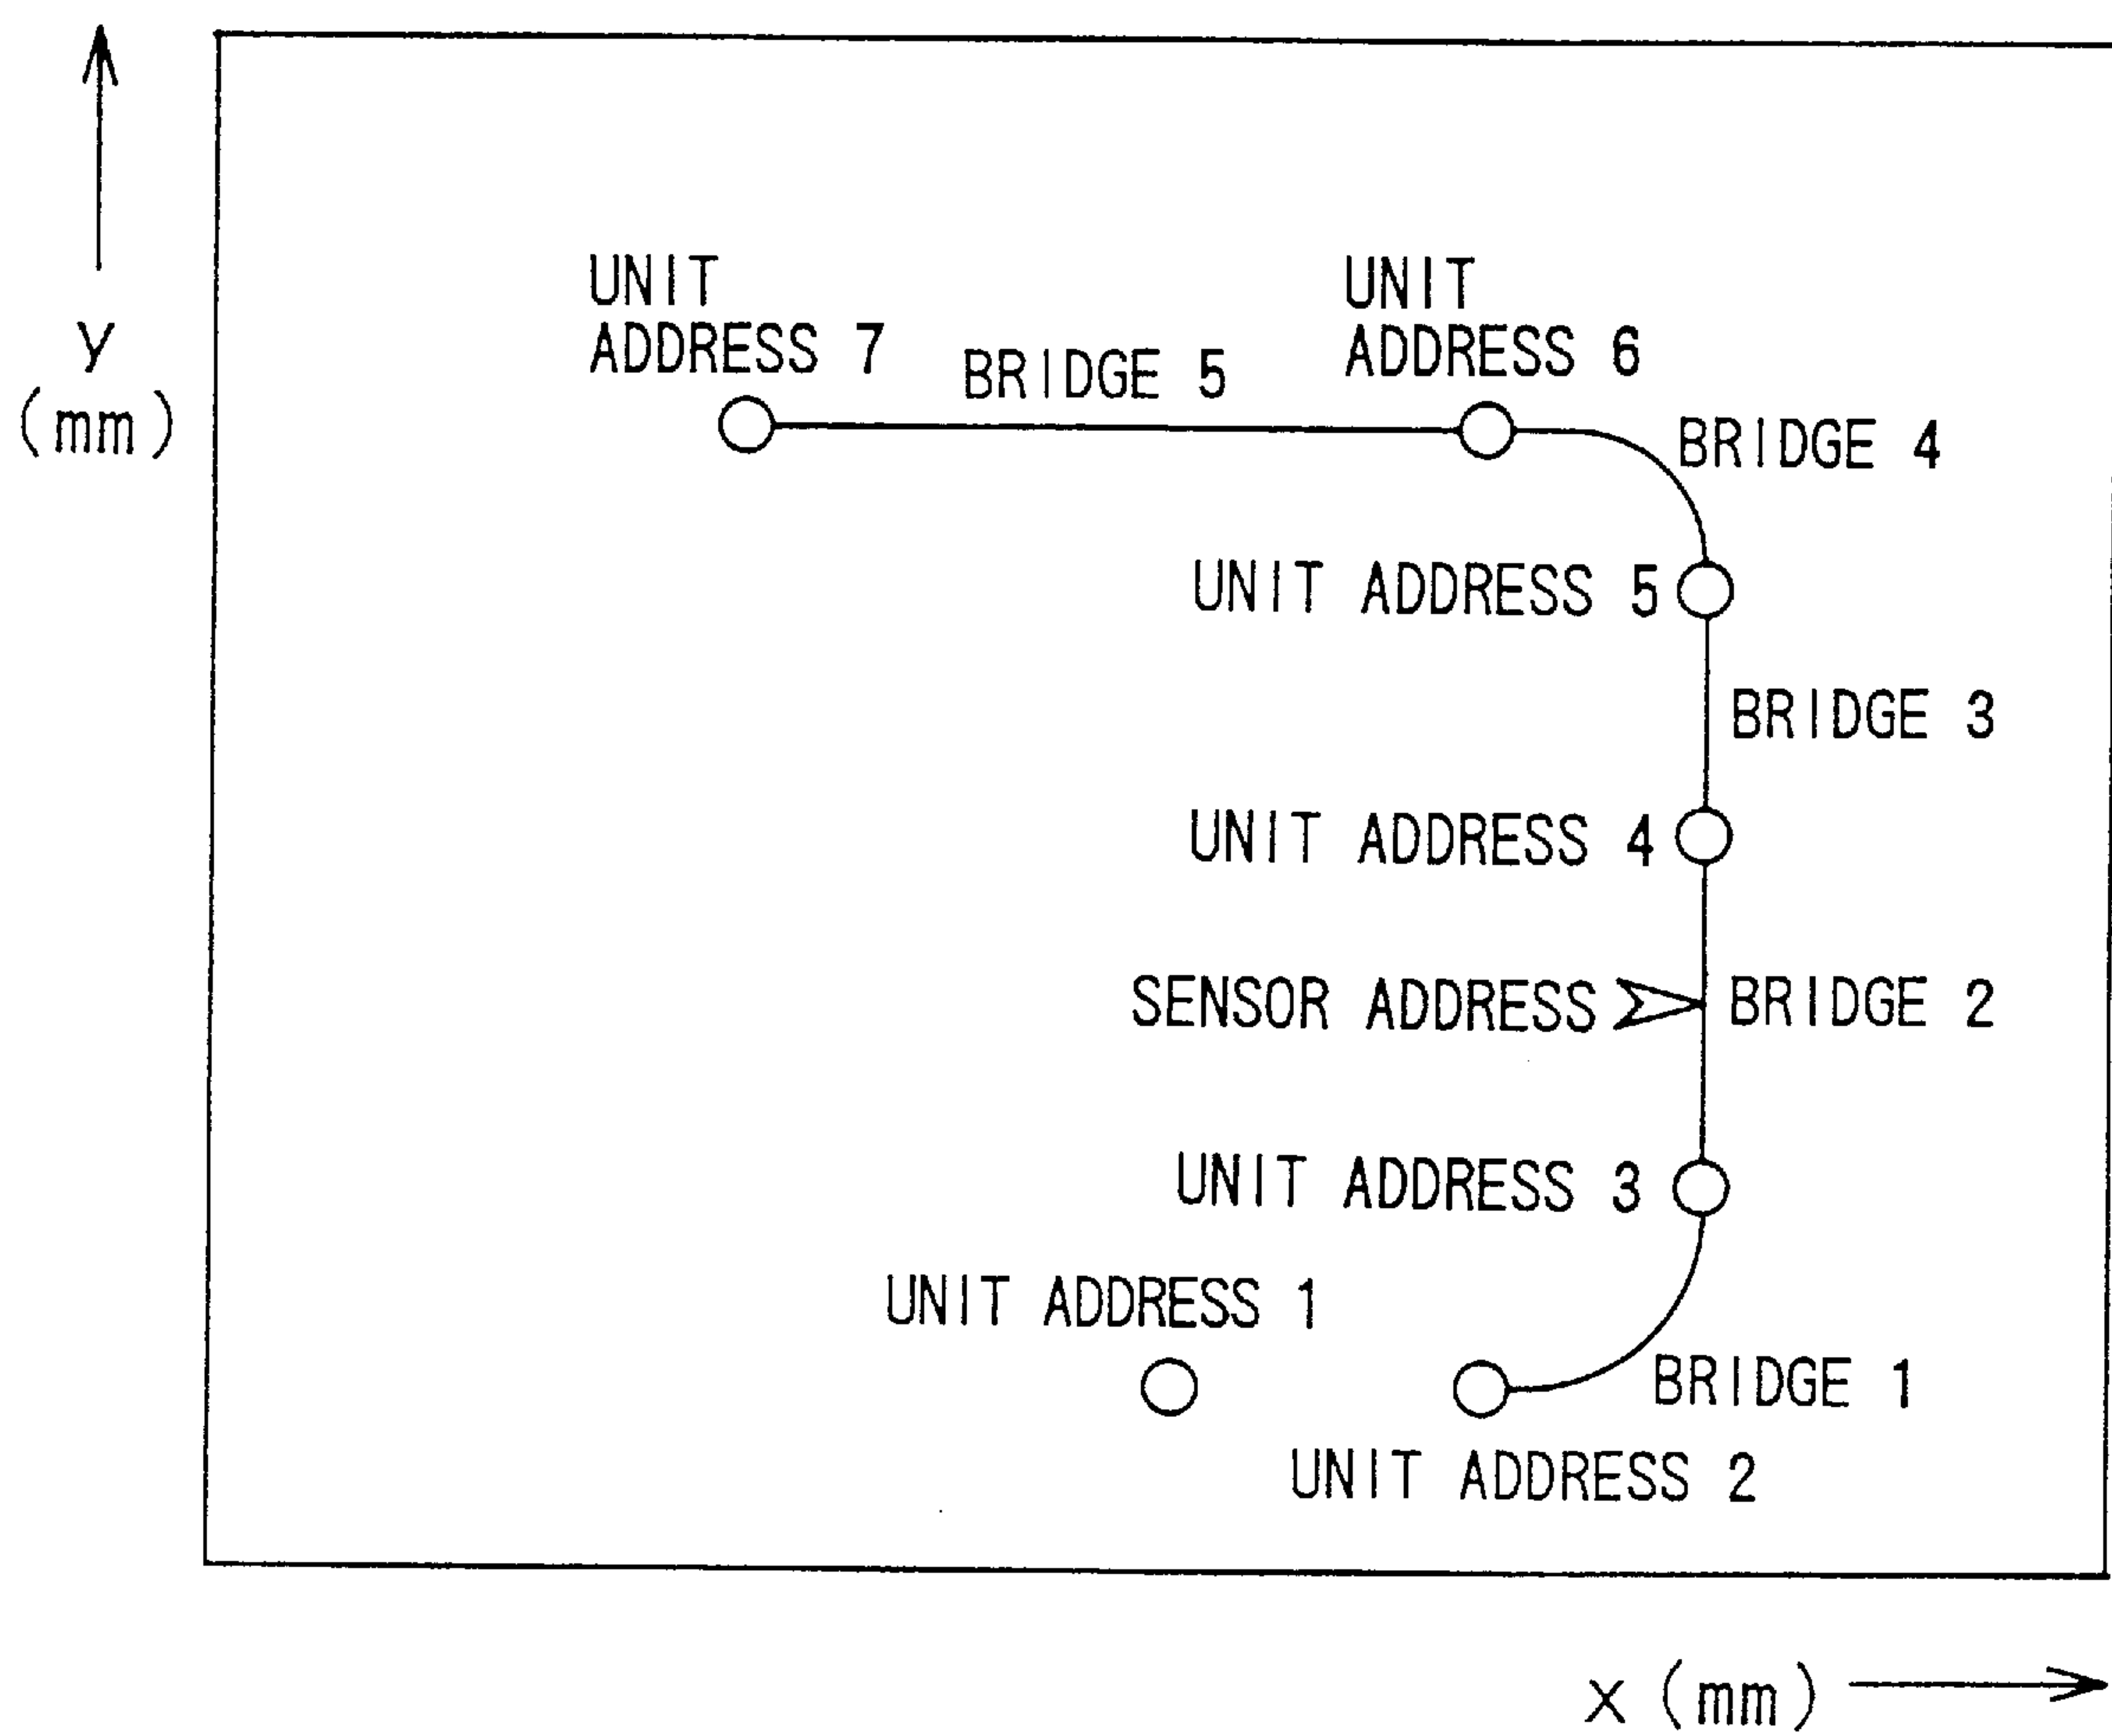 UNIT
ADDRESS 7
UNIT
ADDRESS 6
y
(mm)
BRIDGE 5
BRIDGE 4
UNIT ADDRESS 5
BRIDGE 3
UNIT ADDRESS 4
SENSOR ADDRESS
BRIDGE 2
UNIT ADDRESS 3
UNIT ADDRESS 1
BRIDGE 1
UNIT ADDRESS 2
x (mm)